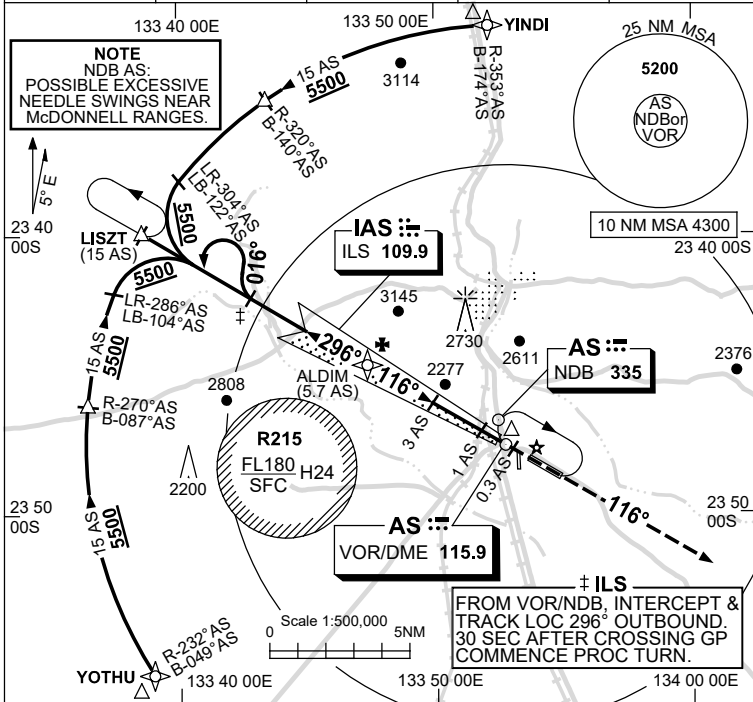 133 40 00E
133 50 00E
YINDI
NOTE
NDB AS:
POSSIBLE EXCESSIVE
NEEDLE SWINGS NEAR
McDONNELL RANGES.
15 AS
5500
3114
R-353°AS
B-174°AS
25 NM MSA
5200
AS
NDBor
VOR
10 NM MSA 4300
R-320°AS
B-140°AS
5° E
23 40
00S
23 40 00E
LR-304°AS
LB-122°AS
5500
LISZT
(15 AS)
5500
016°
IAS
ILS 109.9
LR-286°AS
LB-104°AS
‡
3145
2730
2611
2376
15 AS
5500
296°
ALDIM
(5.7 AS)
116°
2277
AS
NDB 335
R-270°AS
B-087°AS
2808
3 AS
1 AS
0.3 AS
R215
FL180
SFC
H24
2200
23 50
00S
23 50
00S
15 AS
5500
116°
AS
VOR/DME 115.9
‡ ILS
FROM VOR/NDB, INTERCEPT &
TRACK LOC 296° OUTBOUND.
30 SEC AFTER CROSSING GP
COMMENCE PROC TURN.
Scale 1:500,000
0
5NM
R-232°AS
B-049°AS
YOTHU
133 40 00E
133 50 00E
134 00 00E